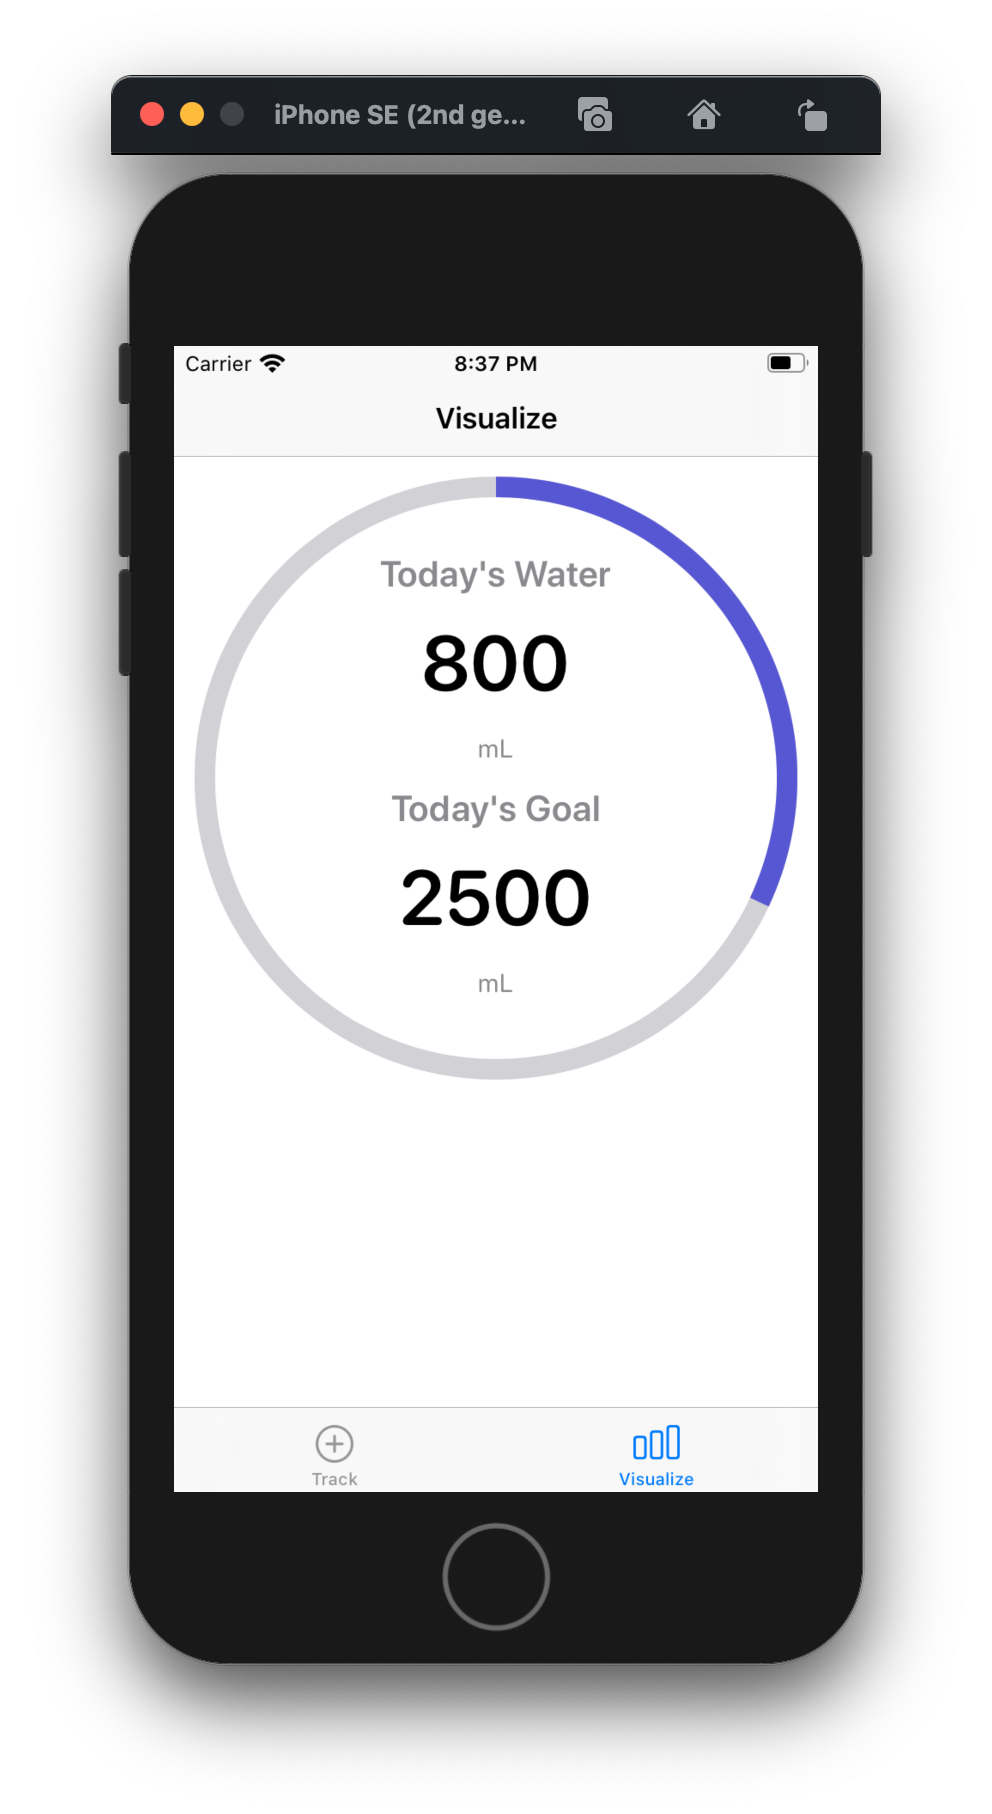 iPhone SE (2nd ge...
Carrier 8:37 PM
Visualize
Today's Water
800
mL
Today's Goal
2500
mL
Track Visualize